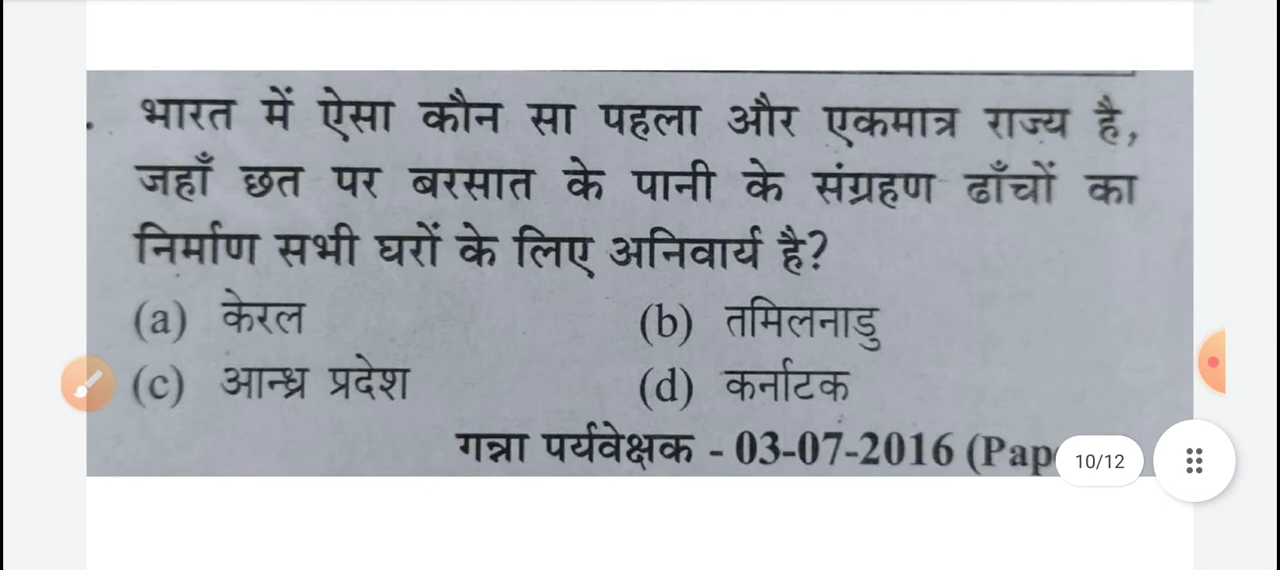 भारत में ऐसा कौन सा पहला और एकमात्र राज्य है,
जहाँ छत पर बरसात के पानी के संग्रहण ढाँचों का
निर्माण सभी घरों के लिए अनिवार्य है?
(a) केरल (b) तमिलनाडु
(c) आन्ध्र प्रदेश (d) कर्नाटक
गन्ना पर्यवेक्षक - 03-07-2016 (Pap
10/12